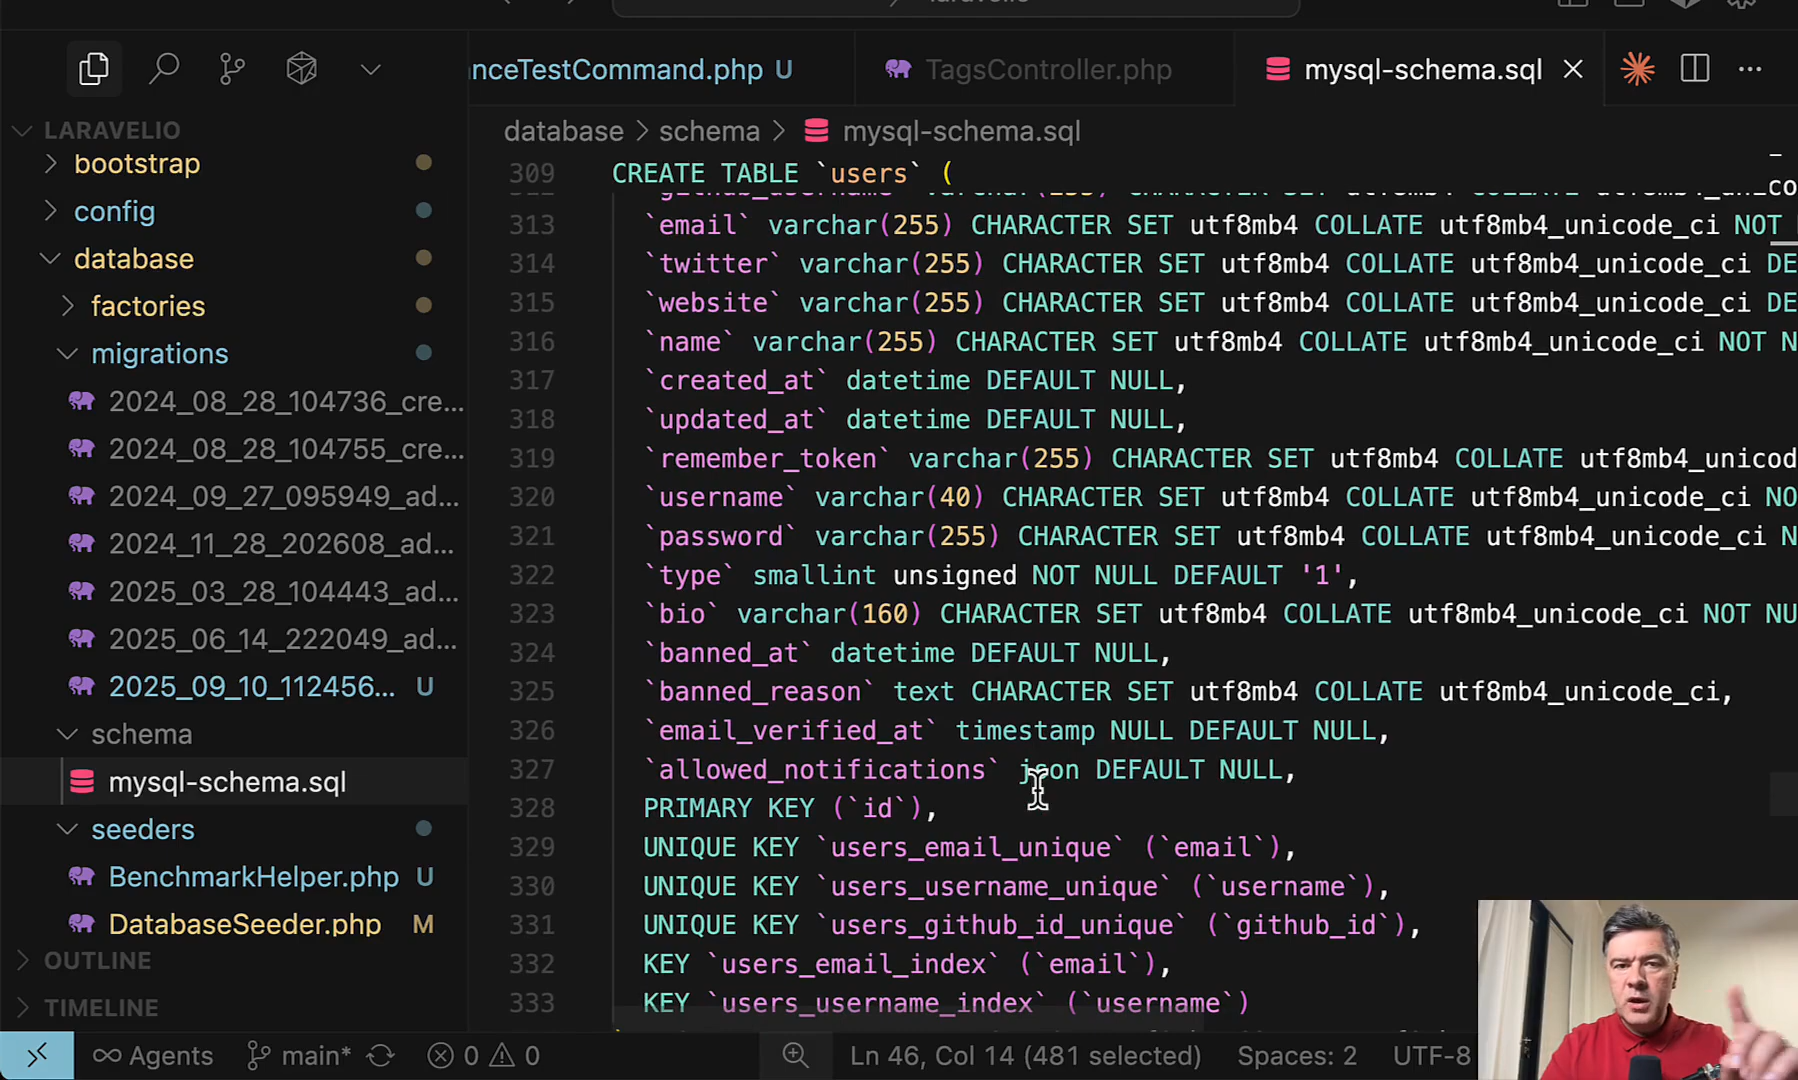 laravelio
nceTestCommand.php U
TagsController.php
mysql-schema.sql
LARAVELIO
database > schema > mysql-schema.sql
bootstrap
config
database
factories
migrations
2024_08_28_104736_cre...
2024_08_28_104755_cre...
2024_09_27_095949_ad...
2024_11_28_202608_ad...
2025_03_28_104443_ad...
2025_06_14_222049_ad...
2025_09_10_112456... U
schema
mysql-schema.sql
seeders
BenchmarkHelper.php U
DatabaseSeeder.php M
OUTLINE
TIMELINE
309 CREATE TABLE `users` (
`github_username` varchar(255) CHARACTER SET utf8mb4 COLLATE utf8mb4_unico
313 `email` varchar(255) CHARACTER SET utf8mb4 COLLATE utf8mb4_unicode_ci NOT
314 `twitter` varchar(255) CHARACTER SET utf8mb4 COLLATE utf8mb4_unicode_ci DE
315 `website` varchar(255) CHARACTER SET utf8mb4 COLLATE utf8mb4_unicode_ci DE
316 `name` varchar(255) CHARACTER SET utf8mb4 COLLATE utf8mb4_unicode_ci NOT N
317 `created_at` datetime DEFAULT NULL,
318 `updated_at` datetime DEFAULT NULL,
319 `remember_token` varchar(255) CHARACTER SET utf8mb4 COLLATE utf8mb4_unicod
320 `username` varchar(40) CHARACTER SET utf8mb4 COLLATE utf8mb4_unicode_ci NO
321 `password` varchar(255) CHARACTER SET utf8mb4 COLLATE utf8mb4_unicode_ci N
322 `type` smallint unsigned NOT NULL DEFAULT '1',
323 `bio` varchar(160) CHARACTER SET utf8mb4 COLLATE utf8mb4_unicode_ci NOT NU
324 `banned_at` datetime DEFAULT NULL,
325 `banned_reason` text CHARACTER SET utf8mb4 COLLATE utf8mb4_unicode_ci,
326 `email_verified_at` timestamp NULL DEFAULT NULL,
327 `allowed_notifications` json DEFAULT NULL,
328 PRIMARY KEY (`id`),
329 UNIQUE KEY `users_email_unique` (`email`),
330 UNIQUE KEY `users_username_unique` (`username`),
331 UNIQUE KEY `users_github_id_unique` (`github_id`),
332 KEY `users_email_index` (`email`),
333 KEY `users_username_index` (`username`)
Agents main* 0 0 Ln 46, Col 14 (481 selected) Spaces: 2 UTF-8